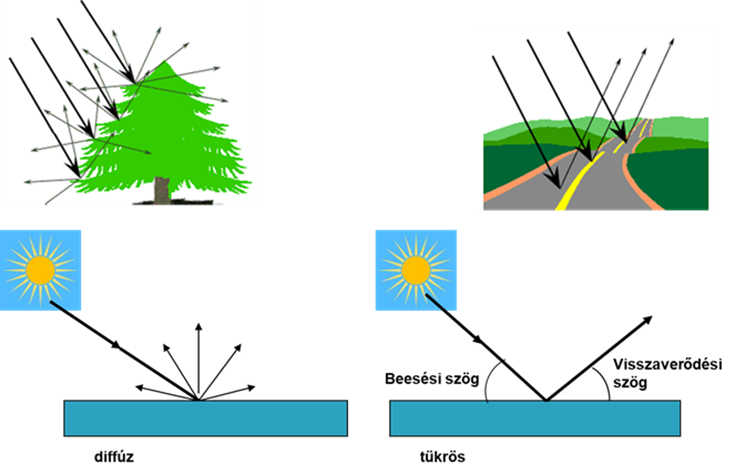 Beesési szög
Visszaverődési
szög
diffúz
tükrös